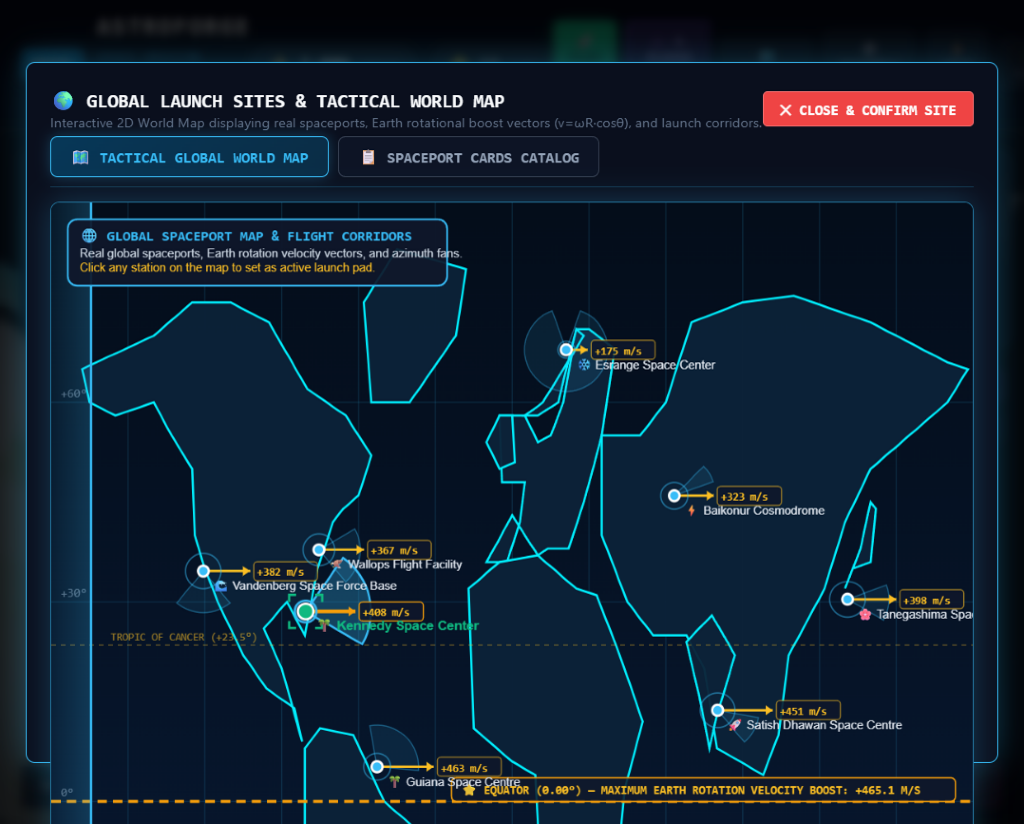 ASTROFORGE
GLOBAL LAUNCH SITES & TACTICAL WORLD MAP
Interactive 2D World Map displaying real spaceports, Earth rotational boost vectors (v=ωR·cosθ), and launch corridors.
CLOSE & CONFIRM SITE
TACTICAL GLOBAL WORLD MAP
SPACEPORT CARDS CATALOG
GLOBAL SPACEPORT MAP & FLIGHT CORRIDORS
Real global spaceports, Earth rotation velocity vectors, and azimuth fans.
Click any station on the map to set as active launch pad.
+175 m/s
Esrange Space Center
+60°
+323 m/s
Baikonur Cosmodrome
+367 m/s
Wallops Flight Facility
+382 m/s
Vandenberg Space Force Base
+30°
+398 m/s
Tanegashima Spa
+408 m/s
Kennedy Space Center
TROPIC OF CANCER (+23.5°)
+451 m/s
Satish Dhawan Space Centre
+463 m/s
Guiana Space Centre
0°
EQUATOR (0.00°) — MAXIMUM EARTH ROTATION VELOCITY BOOST: +465.1 M/S